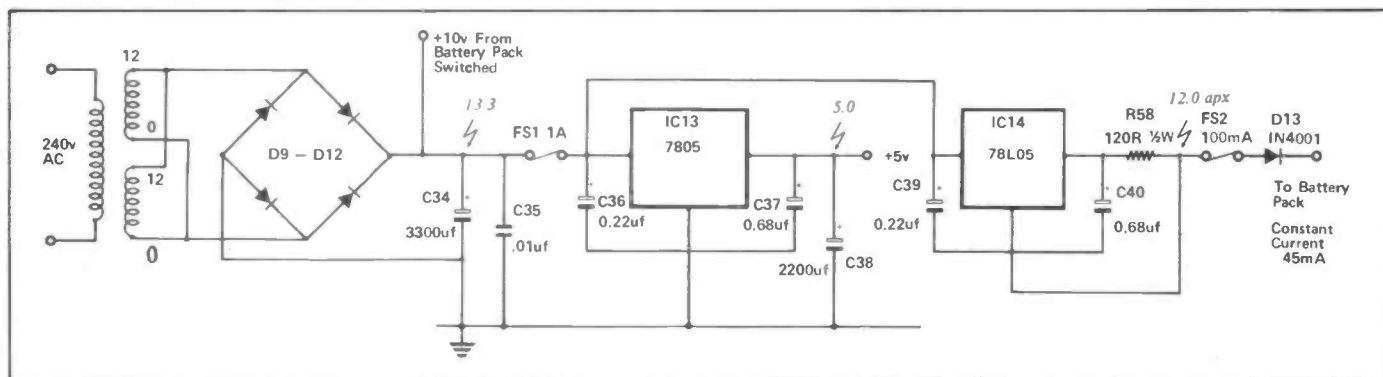 12
0
12
0
240v
AC
D9 – D12
+10v From
Battery Pack
Switched
13.3
FS1 1A
C34
3300uf
C35
.01uf
C36
0.22uf
IC13
7805
C37
0.68uf
5.0
+5v
2200uf
C38
C39
0.22uf
IC14
78L05
R58
120R ½W
C40
0.68uf
12.0 apx
FS2
100mA
D13
IN4001
To Battery
Pack
Constant
Current
45mA